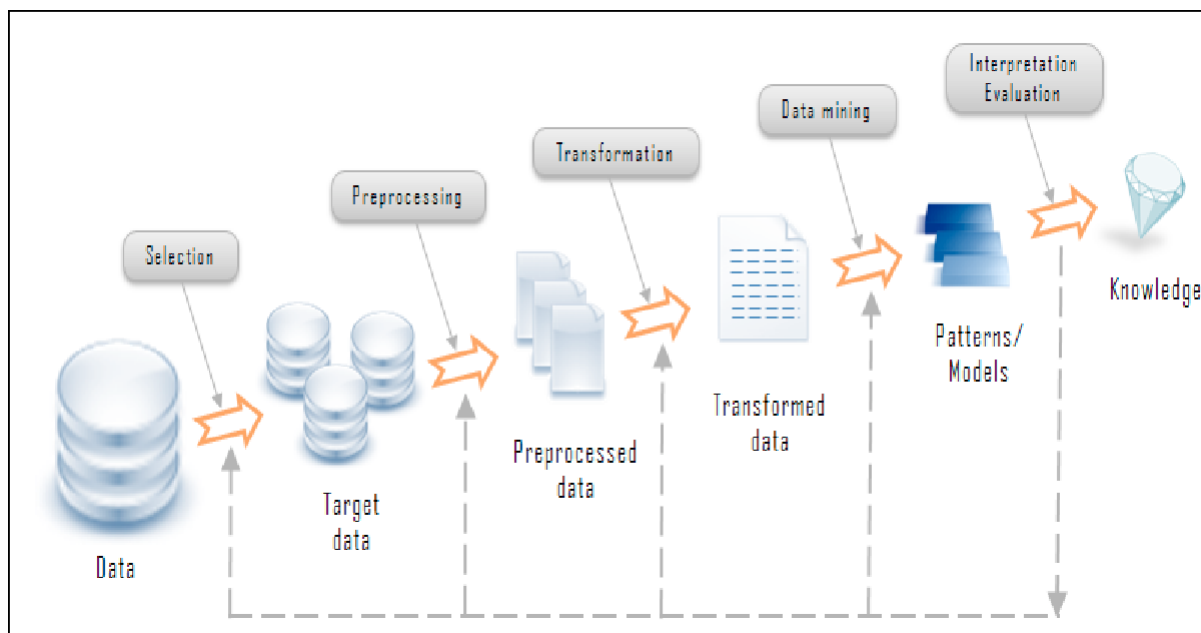 Interpretation
Evaluation
Data mining
Transformation
Preprocessing
Selection
Knowledge
Patterns/
Models
Transformed
data
Preprocessed
data
Target
data
Data